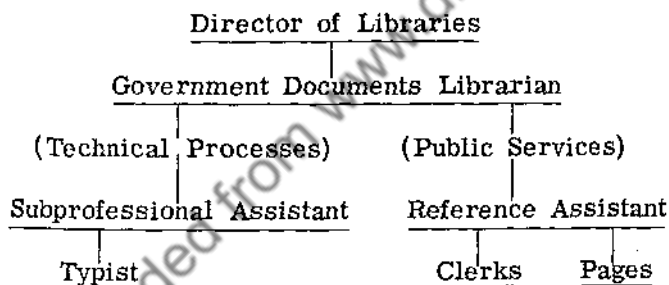 Director of Libraries
Government Documents Librarian
(Technical Processes) (Public Services)
Subprofessional Assistant Reference Assistant
Typist Clerks Pages